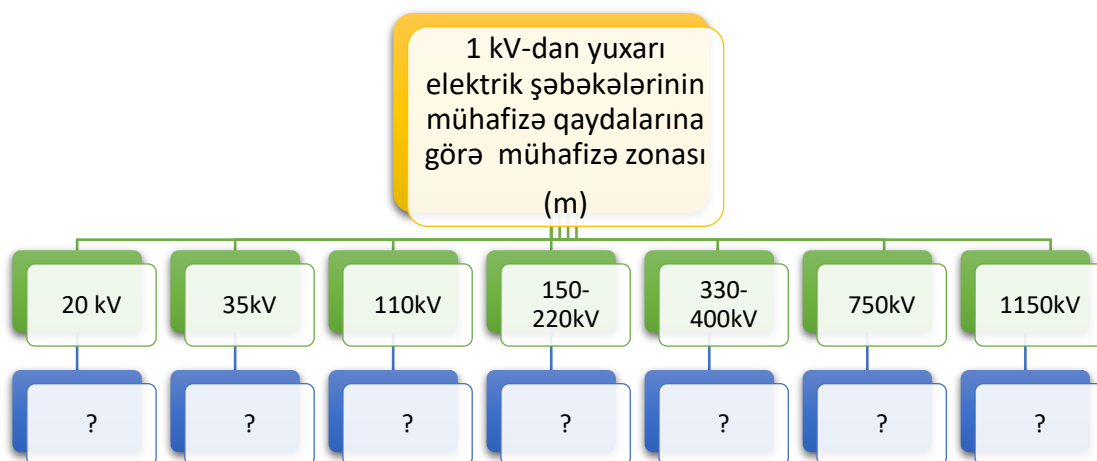 1 kV-dan yuxarı
elektrik şəbəkələrinin
mühafizə qaydalarına
görə  mühafizə zonası
(m)
20 kV
35kV
110kV
150-
220kV
330-
400kV
750kV
1150kV
?
?
?
?
?
?
?